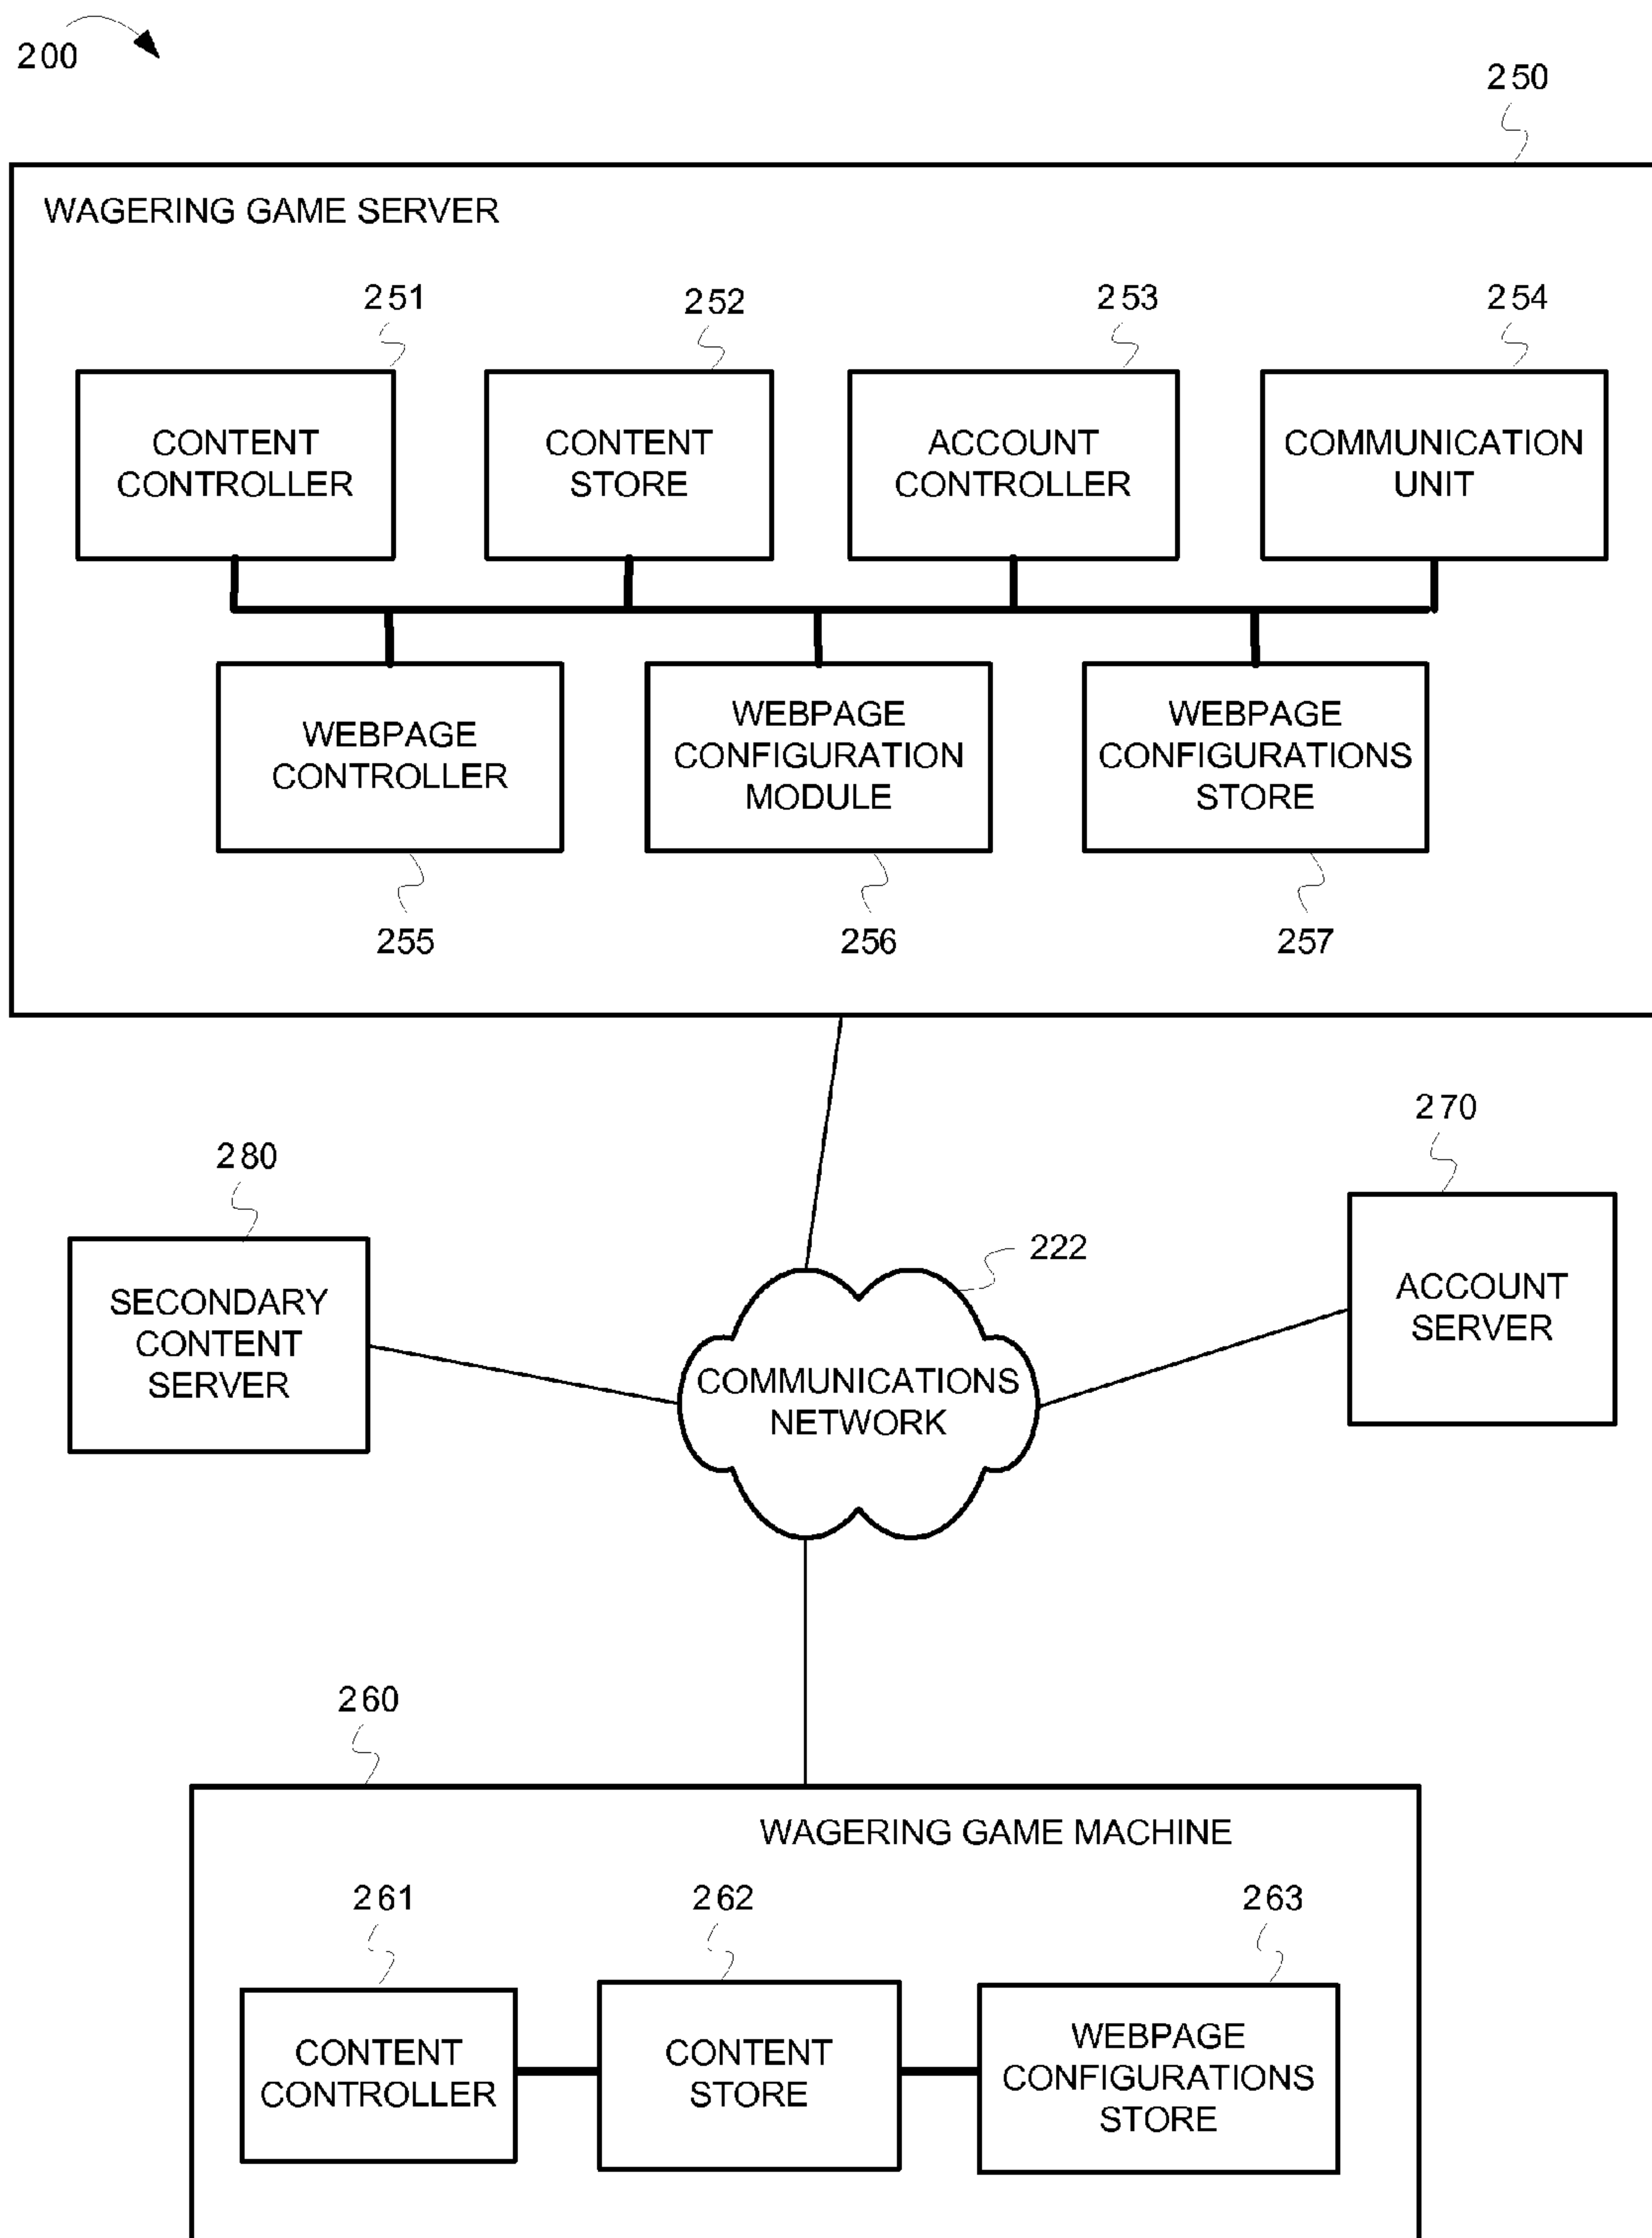 200
250
WAGERING GAME SERVER
251
252
253
254
CONTENT
CONTROLLER
CONTENT
STORE
ACCOUNT
CONTROLLER
COMMUNICATION
UNIT
WEBPAGE
CONTROLLER
WEBPAGE
CONFIGURATION
MODULE
WEBPAGE
CONFIGURATIONS
STORE
255
256
257
280
270
222
SECONDARY
CONTENT
SERVER
COMMUNICATIONS
NETWORK
ACCOUNT
SERVER
260
WAGERING GAME MACHINE
261
262
263
CONTENT
CONTROLLER
CONTENT
STORE
WEBPAGE
CONFIGURATIONS
STORE